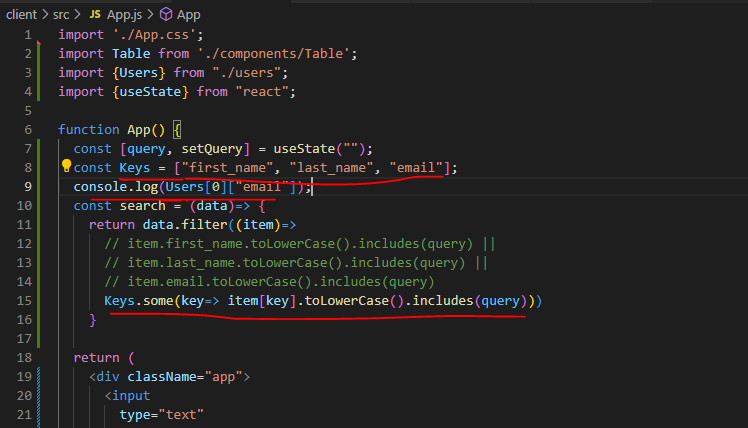 client > src > JS App.js > App
1 import './App.css';
2 import Table from './components/Table';
3 import {Users} from "./users";
4 import {useState} from "react";
5
6 function App() {
7 const [query, setQuery] = useState("");
8 const Keys = ["first_name", "last_name", "email"];
9 console.log(Users[0]["email"]);
10 const search = (data)=> {
11 return data.filter((item)=>
12 // item.first_name.toLowerCase().includes(query) ||
13 // item.last_name.toLowerCase().includes(query) ||
14 // item.email.toLowerCase().includes(query)
15 Keys.some(key=> item[key].toLowerCase().includes(query)))
16 }
17
18 return (
19 <div className="app">
20 <input
21 type="text"